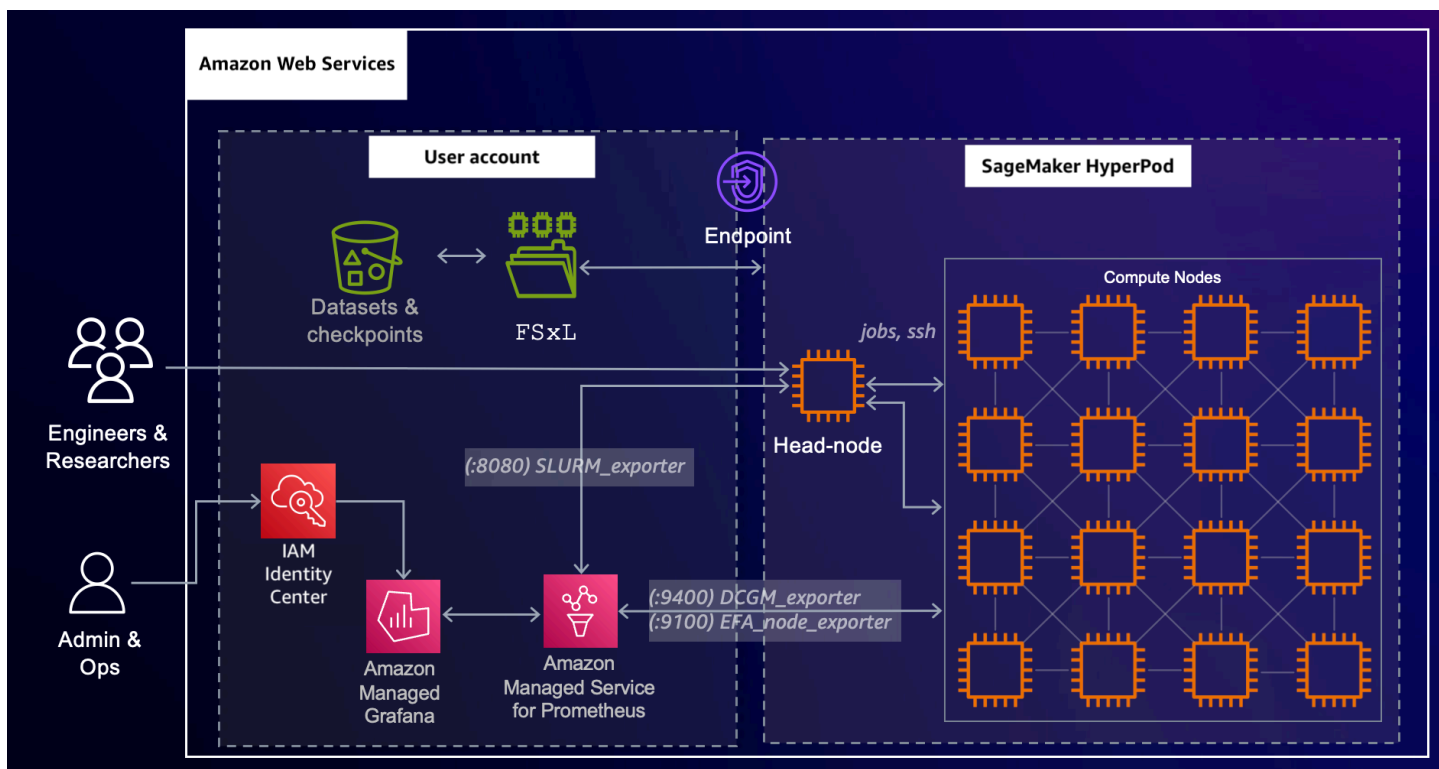 Amazon Web Services
User account
SageMaker HyperPod
Endpoint
Datasets &
checkpoints
FSxL
Compute Nodes
jobs, ssh
Head-node
Engineers &
Researchers
(:8080) SLURM_exporter
IAM
Identity
Center
Admin &
Ops
(:9400) DCGM_exporter
(:9100) EFA_node_exporter
Amazon
Managed
Grafana
Amazon
Managed Service
for Prometheus